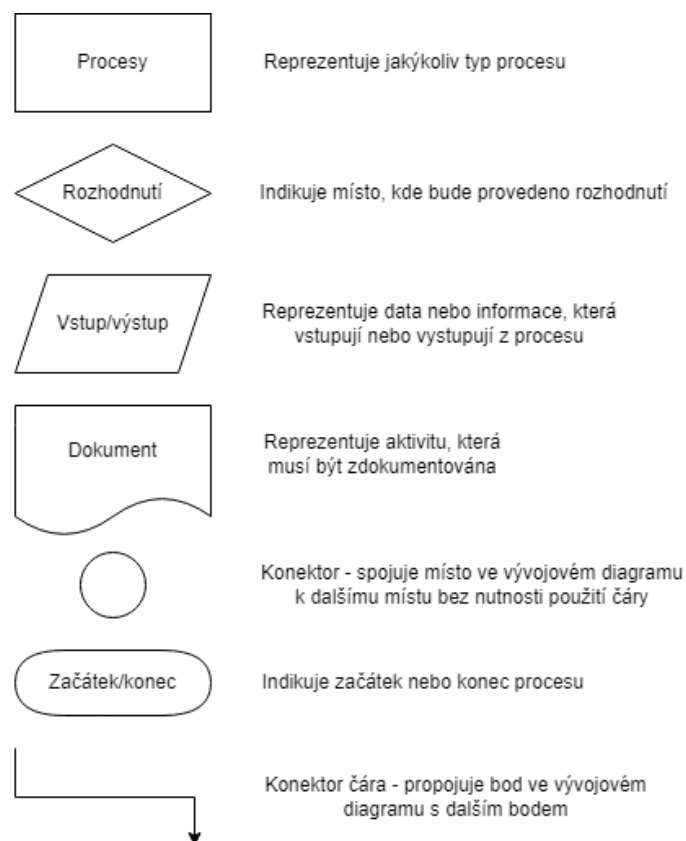 Procesy
Reprezentuje jakýkoliv typ procesu
Rozhodnutí
Indikuje místo, kde bude provedeno rozhodnutí
Vstup/výstup
Reprezentuje data nebo informace, která
vstupují nebo vystupují z procesu
Dokument
Reprezentuje aktivitu, která
musí být zdokumentována
Konektor - spojuje místo ve vývojovém diagramu
k dalšímu místu bez nutnosti použití čáry
Začátek/konec
Indikuje začátek nebo konec procesu
Konektor čára - propojuje bod ve vývojovém
diagramu s dalším bodem